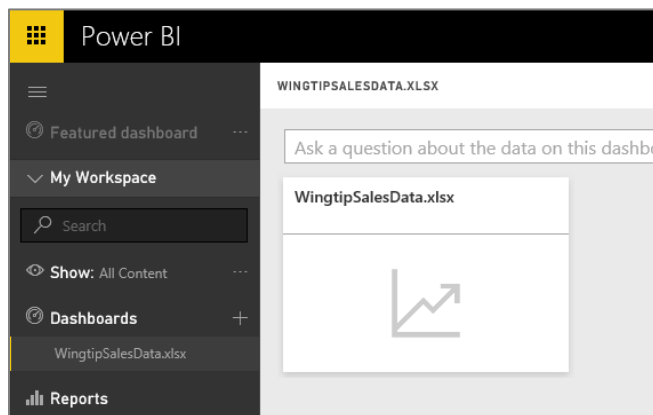 Power BI
WINGTIPSALESDATA.XLSX
Featured dashboard ...
Ask a question about the data on this dashbo
My Workspace
WingtipSalesData.xlsx
Search
Show: All Content ...
Dashboards +
WingtipSalesData.xlsx
Reports